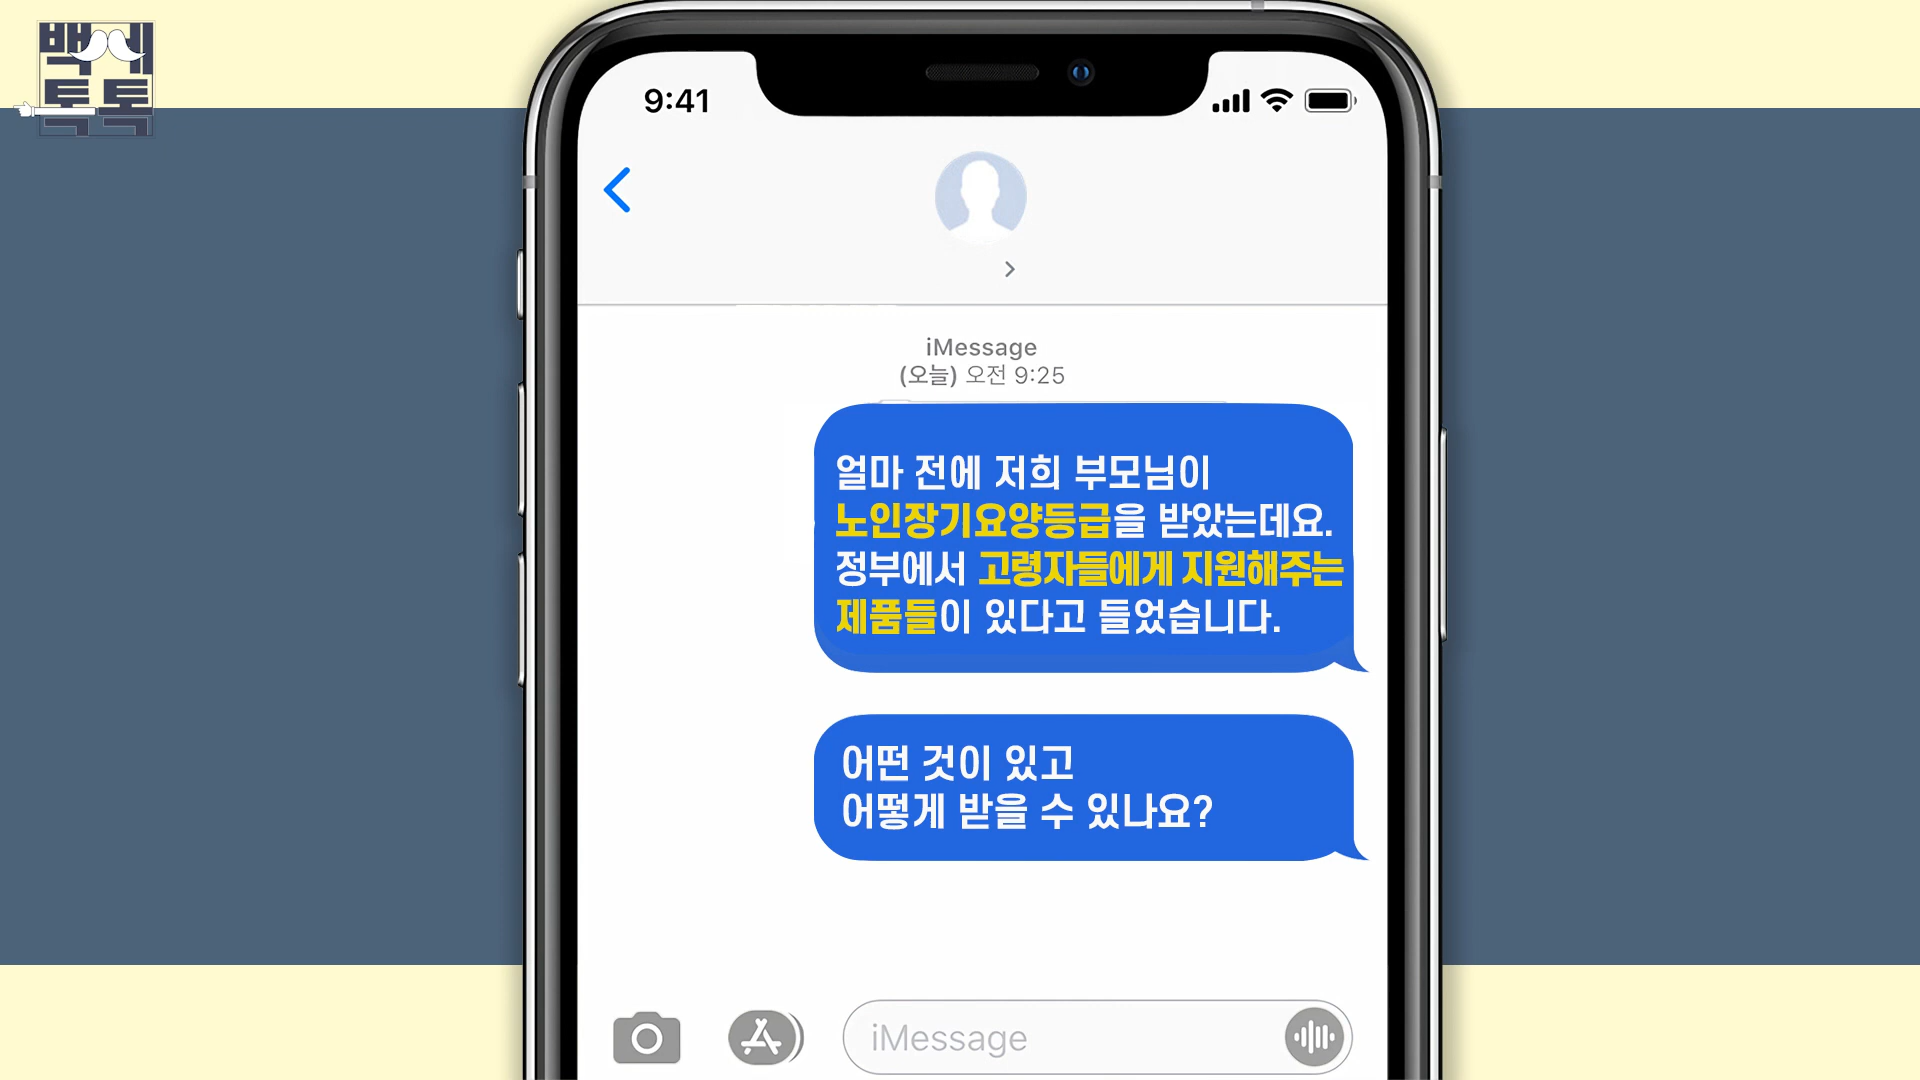 백세
톡톡
9:41
iMessage
(오늘) 오전 9:25
얼마 전에 저희 부모님이
노인장기요양등급을 받았는데요.
정부에서 고령자들에게 지원해주는
제품들이 있다고 들었습니다.
어떤 것이 있고
어떻게 받을 수 있나요?
iMessage